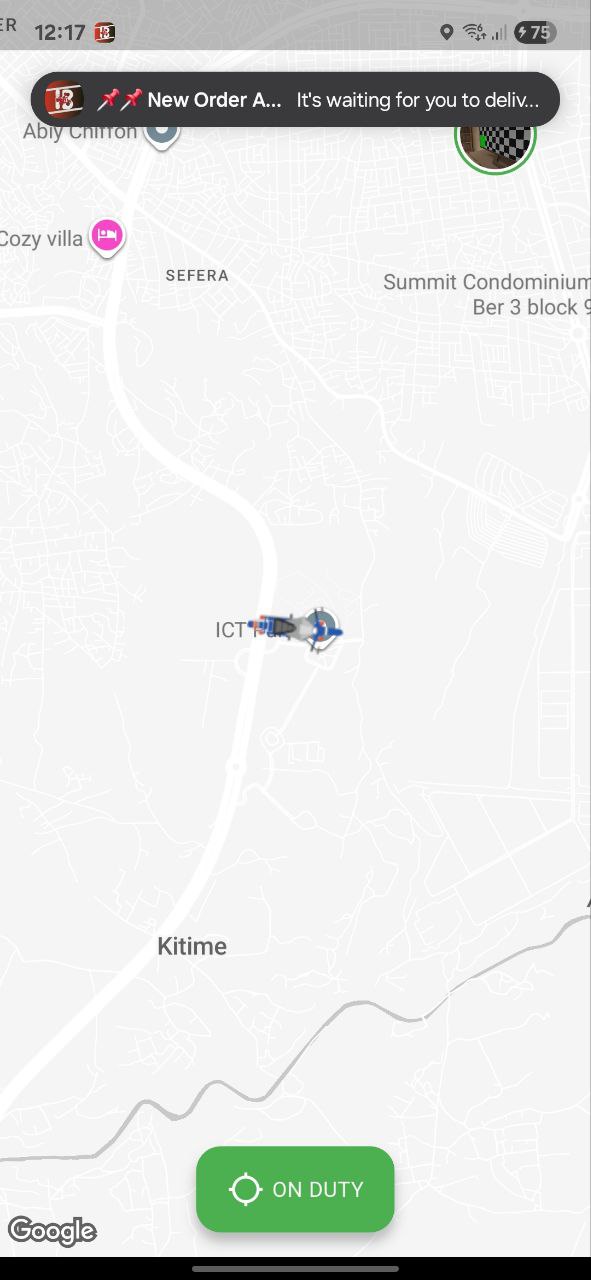 ER
12:17
75
New Order A... It's waiting for you to deliv...
Abiy Chiffon
Cozy villa
SEFERA
Summit Condominium
Ber 3 block 9
ICT
Kitime
ON DUTY
Google